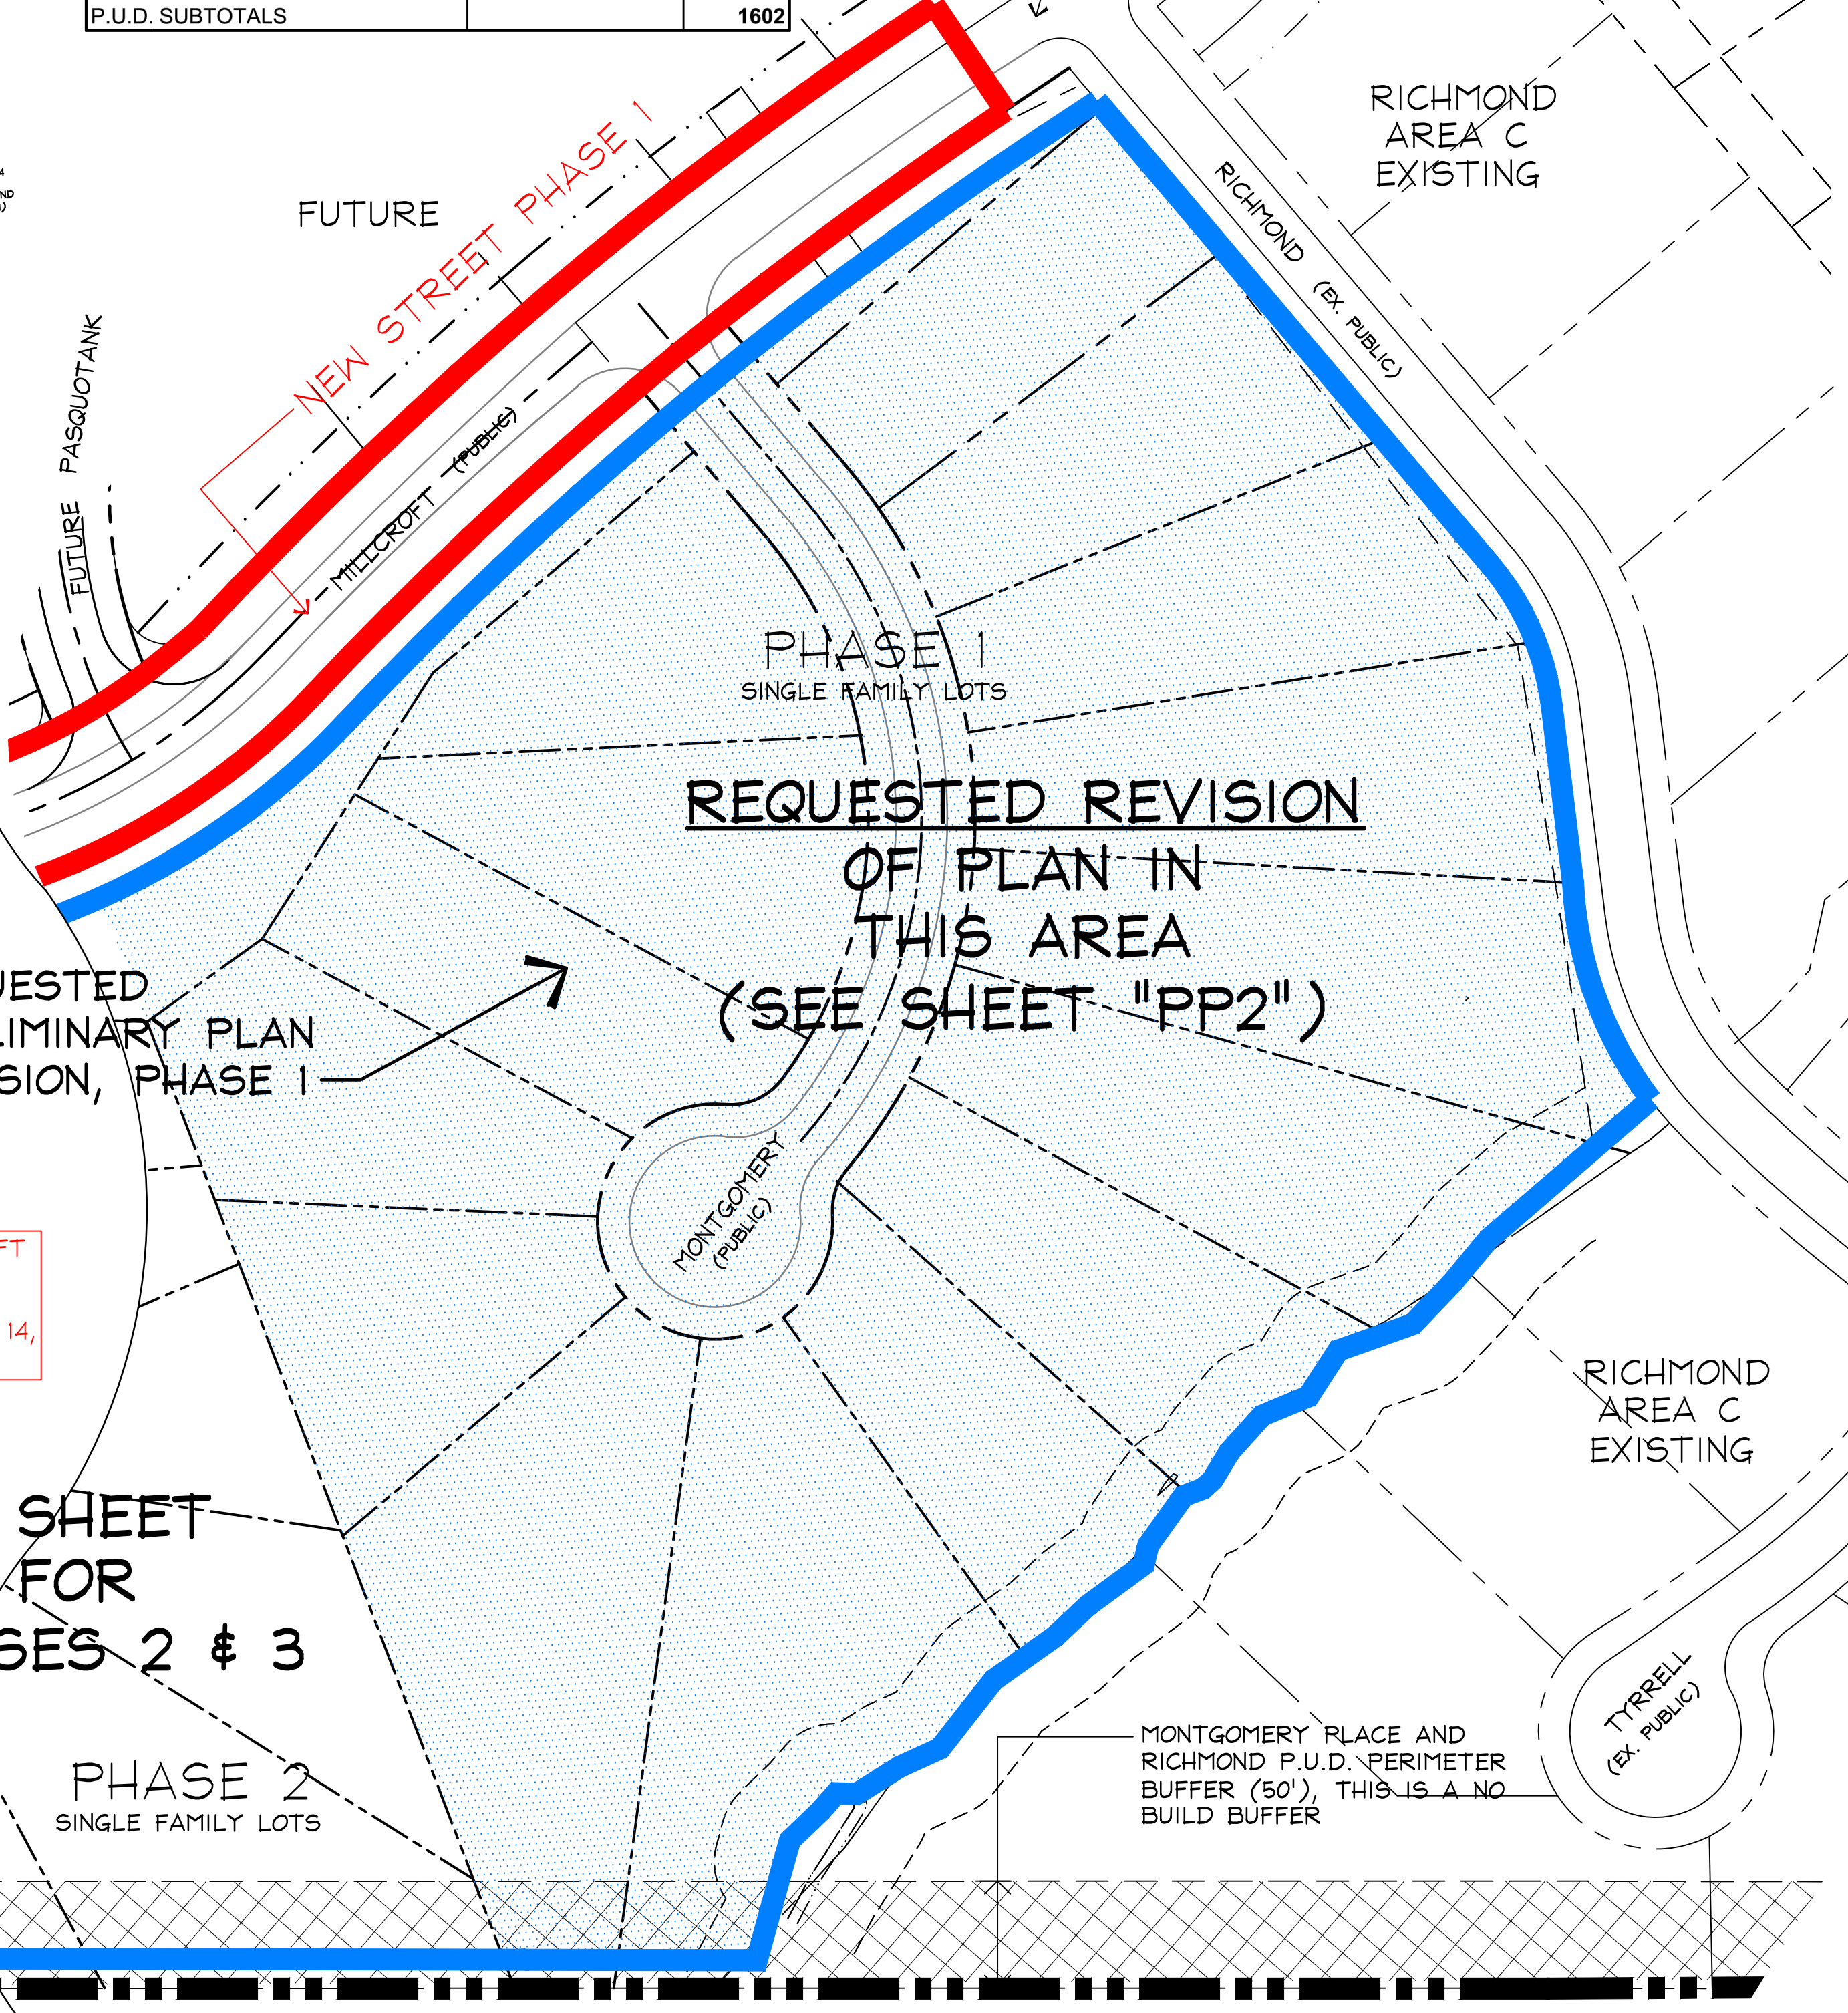 P.U.D. SUBTOTALS 1602
RICHMOND
AREA C
EXISTING
RICHMOND (EX. PUBLIC)
FUTURE
NEW STREET PHASE 1
FUTURE PASQUOTANK
MILLCROFT (PUBLIC)
PHASE 1
SINGLE FAMILY LOTS
REQUESTED REVISION
OF PLAN IN
THIS AREA
(SEE SHEET "PP2")
UESTED
LIMINARY PLAN
SION, PHASE 1
MONTGOMERY
(PUBLIC)
FT
14,
RICHMOND
AREA C
EXISTING
SHEET
FOR
SES 2 & 3
TYRRELL
(EX. PUBLIC)
MONTGOMERY PLACE AND
RICHMOND P.U.D. PERIMETER
BUFFER (50'), THIS IS A NO
BUILD BUFFER
PHASE 2
SINGLE FAMILY LOTS